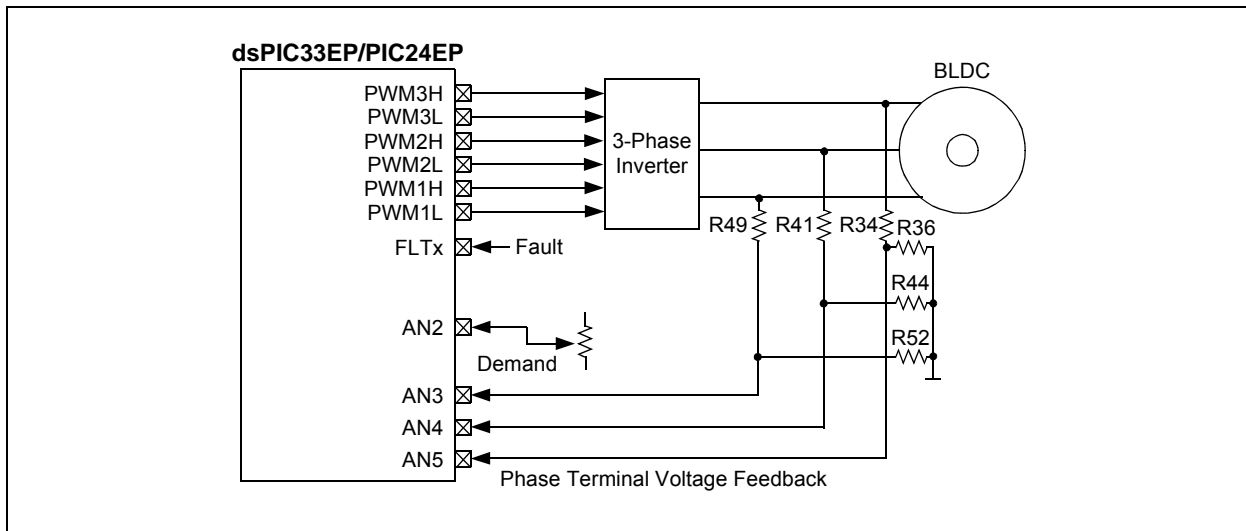 dsPIC33EP/PIC24EP
BLDC
PWM3H
PWM3L
PWM2H
PWM2L
PWM1H
PWM1L
3-Phase
Inverter
R49
R41
R34
R36
FLTx
Fault
R44
AN2
R52
Demand
AN3
AN4
AN5
Phase Terminal Voltage Feedback